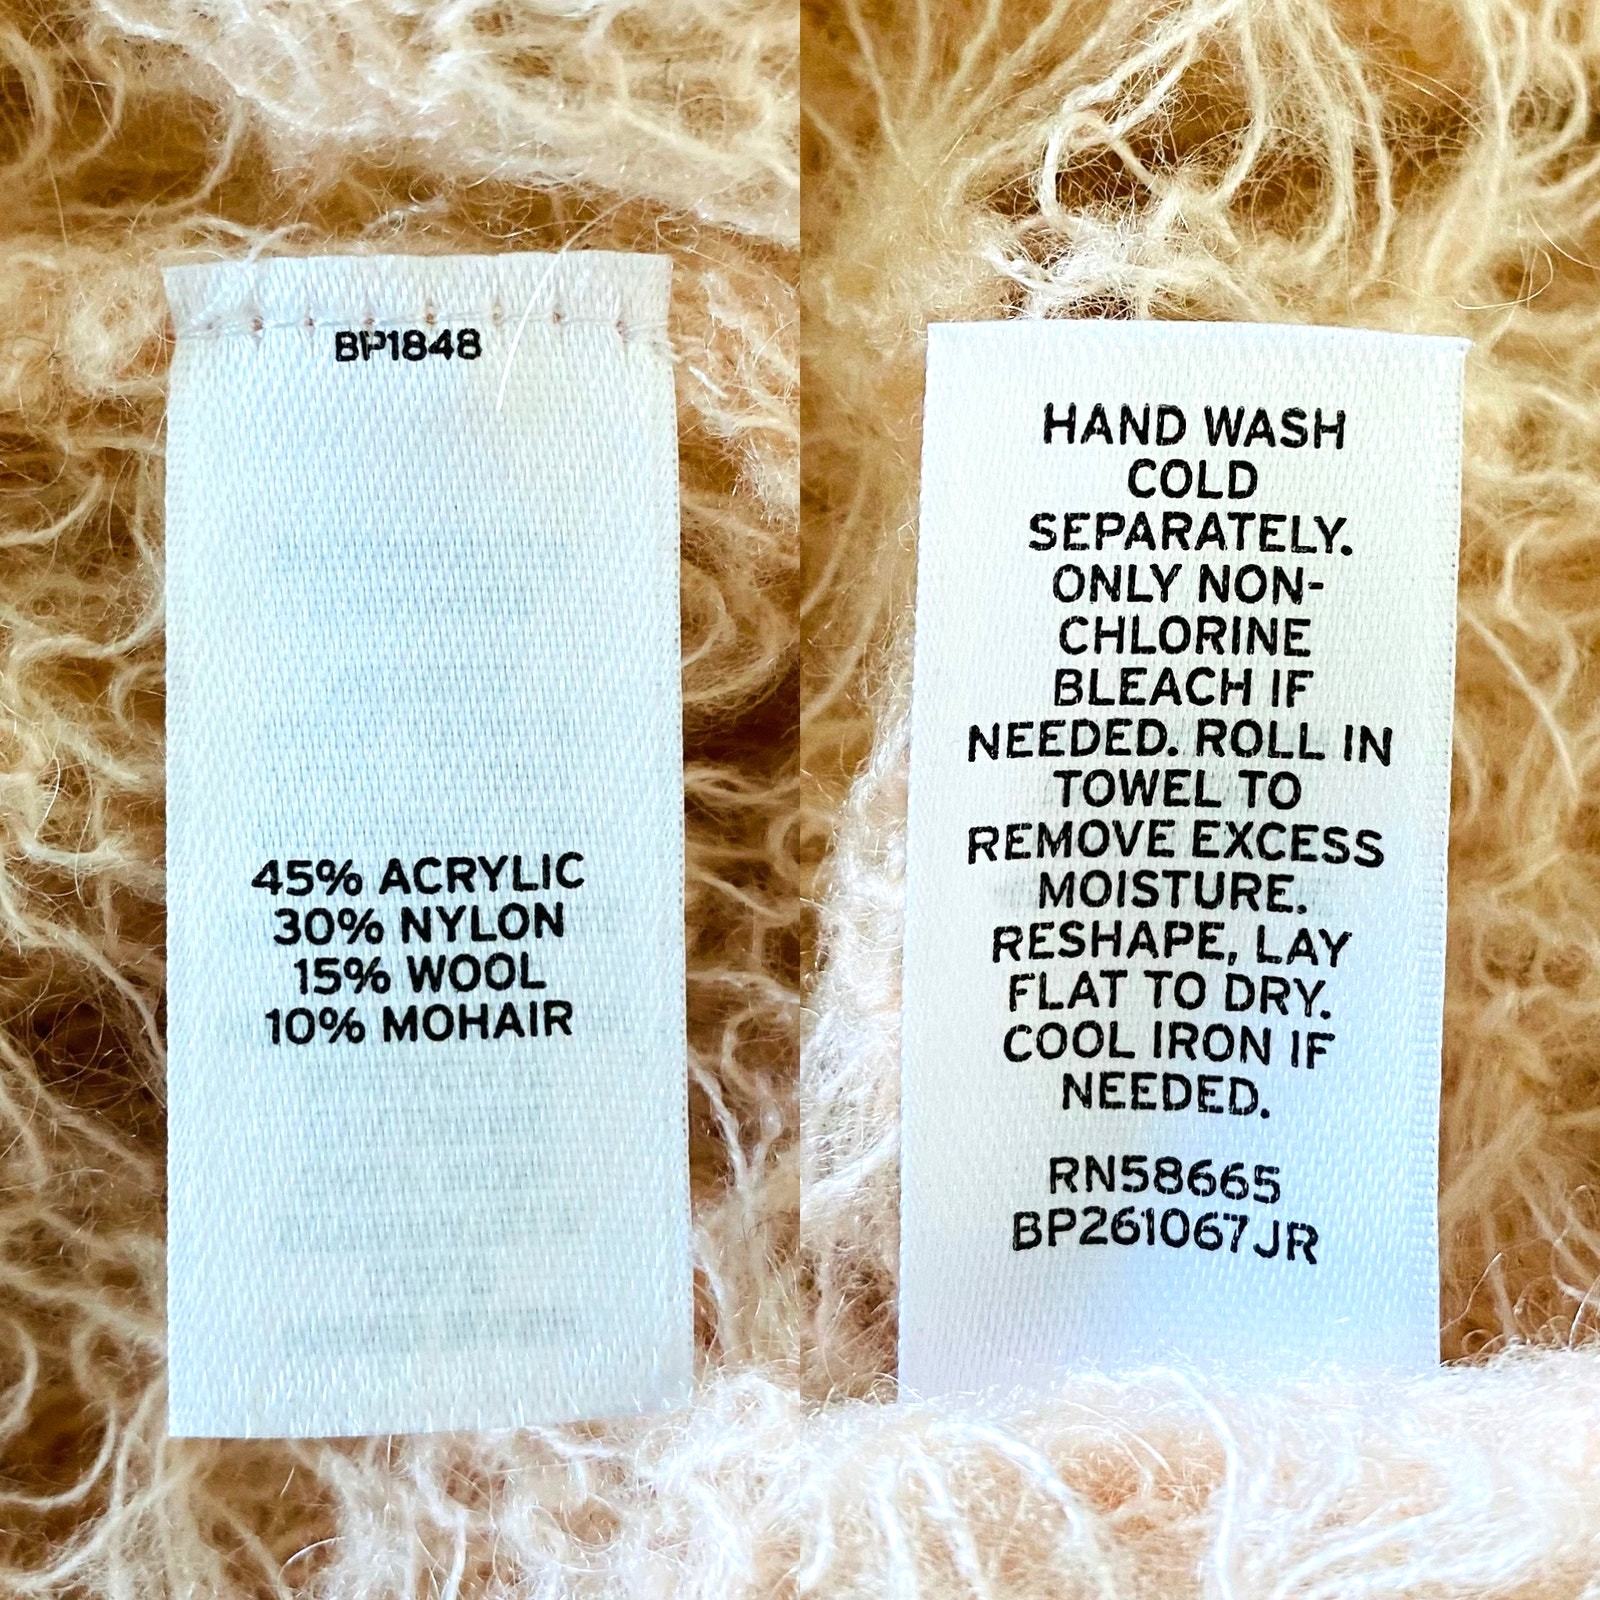 BP1848
45% ACRYLIC
30% NYLON
15% WOOL
10% MOHAIR
HAND WASH
COLD
SEPARATELY.
ONLY NON-
CHLORINE
BLEACH IF
NEEDED. ROLL IN
TOWEL TO
REMOVE EXCESS
MOISTURE.
RESHAPE, LAY
FLAT TO DRY.
COOL IRON IF
NEEDED.
RN58665
BP261067JR